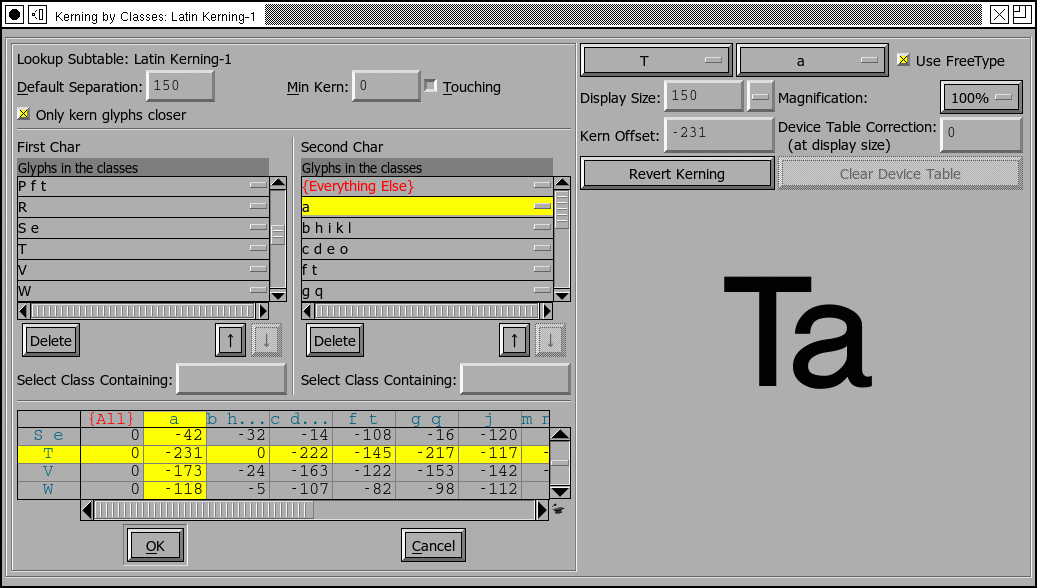 Kerning by Classes: Latin Kerning-1
Lookup Subtable: Latin Kerning-1
Default Separation: 150 Min Kern: 0 Touching
Only kern glyphs closer
First Char
Glyphs in the classes
P f t
R
S e
T
V
W
Delete ↑ ↓
Select Class Containing:
Second Char
Glyphs in the classes
{Everything Else}
a
b h i k l
c d e o
f t
g q
Delete ↑ ↓
Select Class Containing:
{All} a b h... c d... f t g q j m n
S e 0 -42 -32 -14 -108 -16 -120
T 0 -231 0 -222 -145 -217 -117 -
V 0 -173 -24 -163 -122 -153 -142 -
W 0 -118 -5 -107 -82 -98 -112
OK Cancel
T a Use FreeType
Display Size: 150 Magnification: 100%
Kern Offset: -231 Device Table Correction: 0
(at display size)
Revert Kerning Clear Device Table
Ta